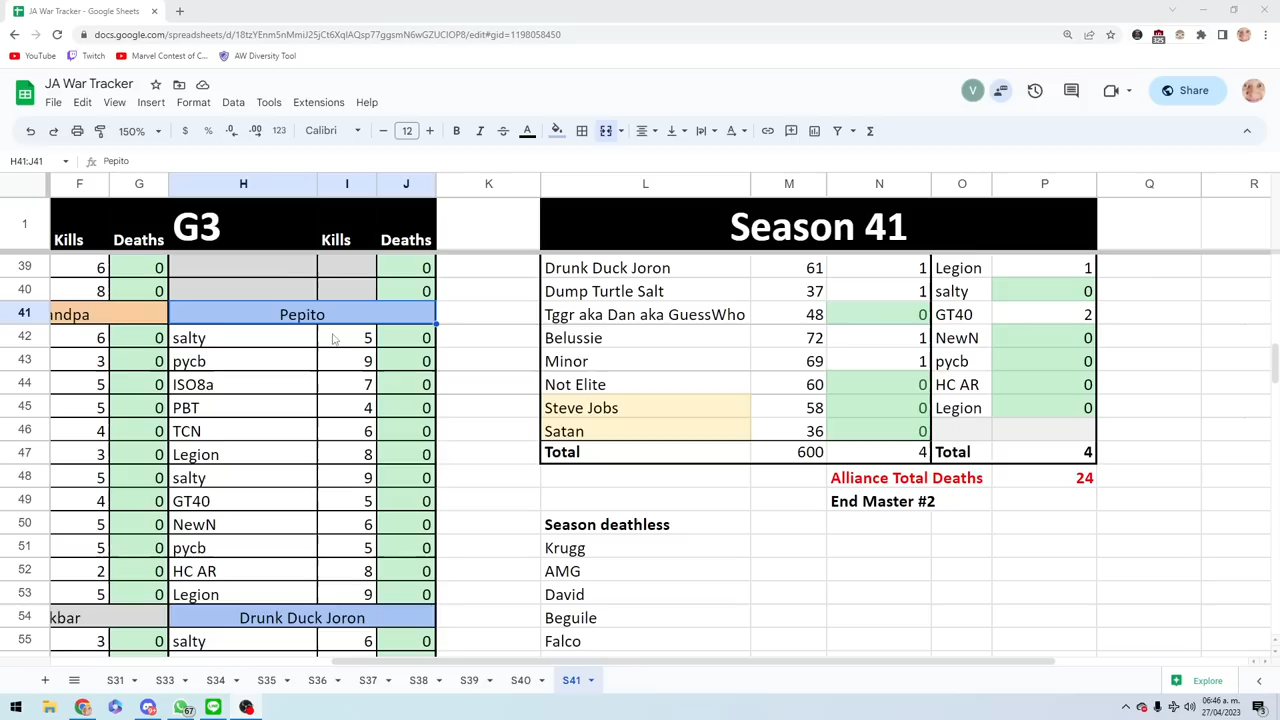 JA War Tracker - Google Sheets
docs.google.com/spreadsheets/d/18tzYEnm5nMmiJ25jCt6XqlAQsp77ggsmN6wGZUClOP8/edit#gid=1198058450
YouTube Twitch Marvel Contest of C... AW Diversity Tool
JA War Tracker
File Edit View Insert Format Data Tools Extensions Help
V Share
150% $ % .0 .00 123 Calibri 12 B I A
H41:J41 fx Pepito
F G H I J K L M N O P Q R
1 Kills Deaths G3 Kills Deaths Season 41
39 6 0 0 Drunk Duck Joron 61 1 Legion 1
40 8 0 0 Dump Turtle Salt 37 1 salty 0
41 andpa Pepito Tggr aka Dan aka GuessWho 48 0 GT40 2
42 6 0 salty 5 0 Belussie 72 1 NewN 0
43 3 0 pycb 9 0 Minor 69 1 pycb 0
44 5 0 ISO8a 7 0 Not Elite 60 0 HC AR 0
45 5 0 PBT 4 0 Steve Jobs 58 0 Legion 0
46 4 0 TCN 6 0 Satan 36 0
47 3 0 Legion 8 0 Total 600 4 Total 4
48 5 0 salty 9 0 Alliance Total Deaths 24
49 4 0 GT40 5 0 End Master #2
50 5 0 NewN 6 0 Season deathless
51 5 0 pycb 5 0 Krugg
52 2 0 HC AR 8 0 AMG
53 5 0 Legion 9 0 David
54 kbar Drunk Duck Joron Beguile
55 3 0 salty 6 0 Falco
S31 S33 S34 S35 S36 S37 S38 S39 S40 S41 Explore
67 06:46 a. m.
27/04/2023 3